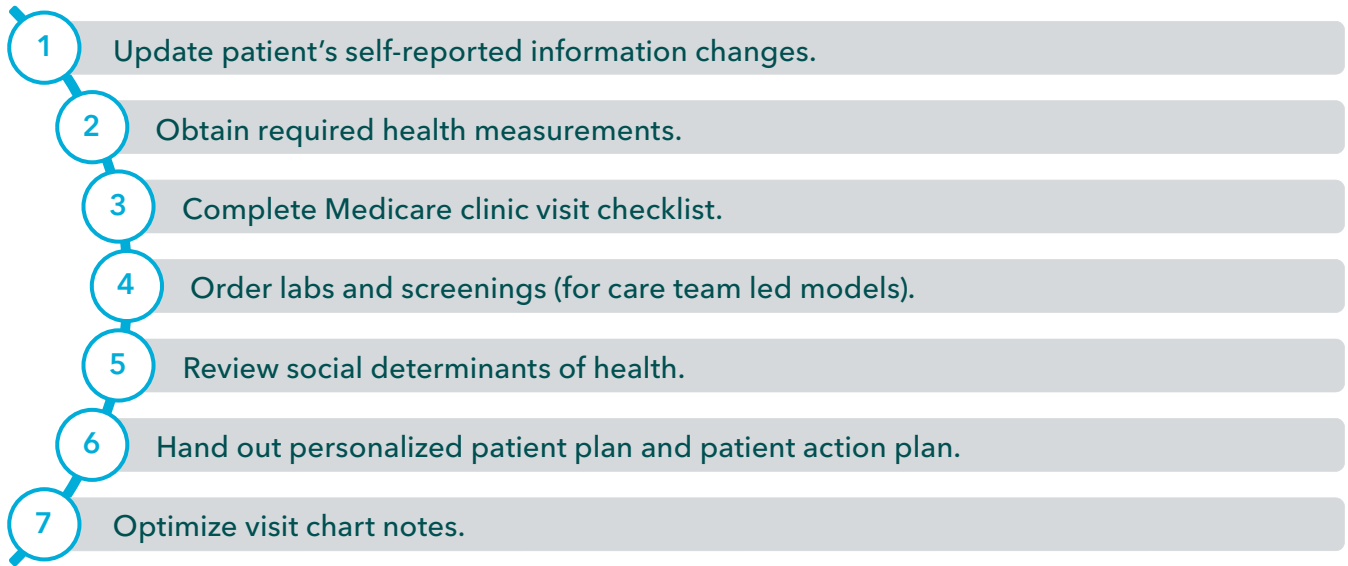 1 Update patient's self-reported information changes.
2 Obtain required health measurements.
3 Complete Medicare clinic visit checklist.
4 Order labs and screenings (for care team led models).
5 Review social determinants of health.
6 Hand out personalized patient plan and patient action plan.
7 Optimize visit chart notes.